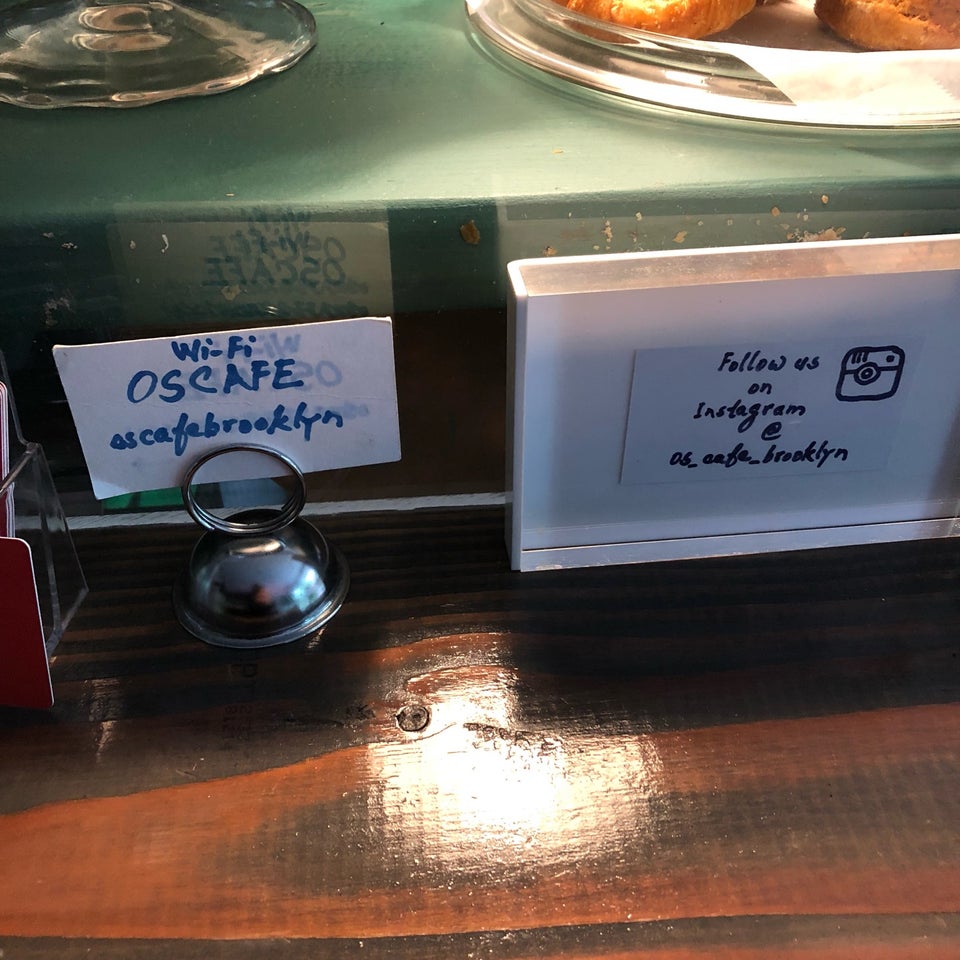 Wi-Fi
OSCAFE
oscafebrooklyn
Follow us
on
Instagram
@
os_cafe_brooklyn